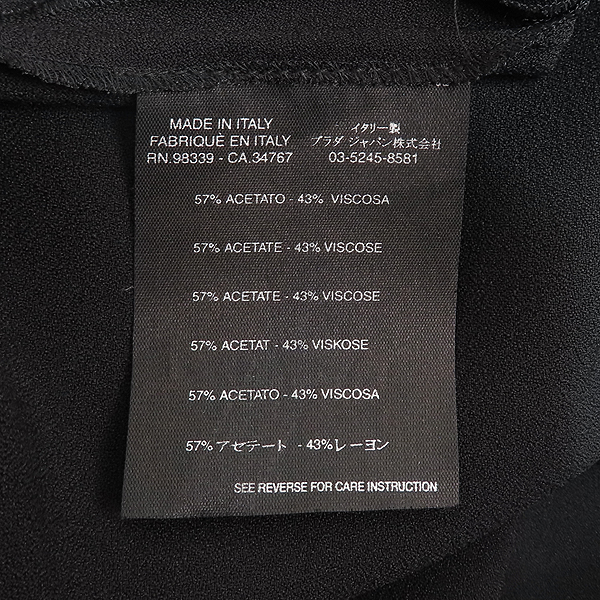 MADE IN ITALY
FABRIQUÈ EN ITALY
RN.98339 - CA.34767
イタリー製
プラダ ジャパン株式会社
03-5245-8581
57% ACETATO - 43% VISCOSA
57% ACETATE - 43% VISCOSE
57% ACETATE - 43% VISCOSE
57% ACETAT - 43% VISKOSE
57% ACETATO - 43% VISCOSA
57%アセテート - 43%レーヨン
SEE REVERSE FOR CARE INSTRUCTION